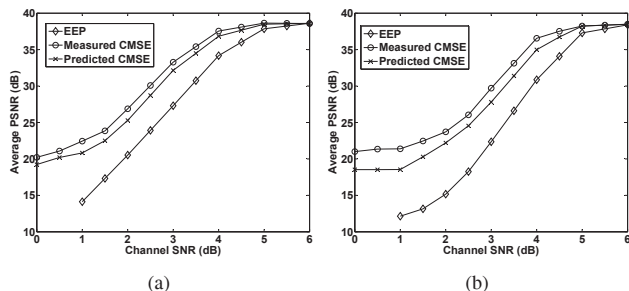 40
35
30
25
20
15
10
Average PSNR (dB)
EEP
Measured CMSE
Predicted CMSE
0 1 2 3 4 5 6
Channel SNR (dB)
(a)
40
35
30
25
20
15
10
Average PSNR (dB)
EEP
Measured CMSE
Predicted CMSE
0 1 2 3 4 5 6
Channel SNR (dB)
(b)